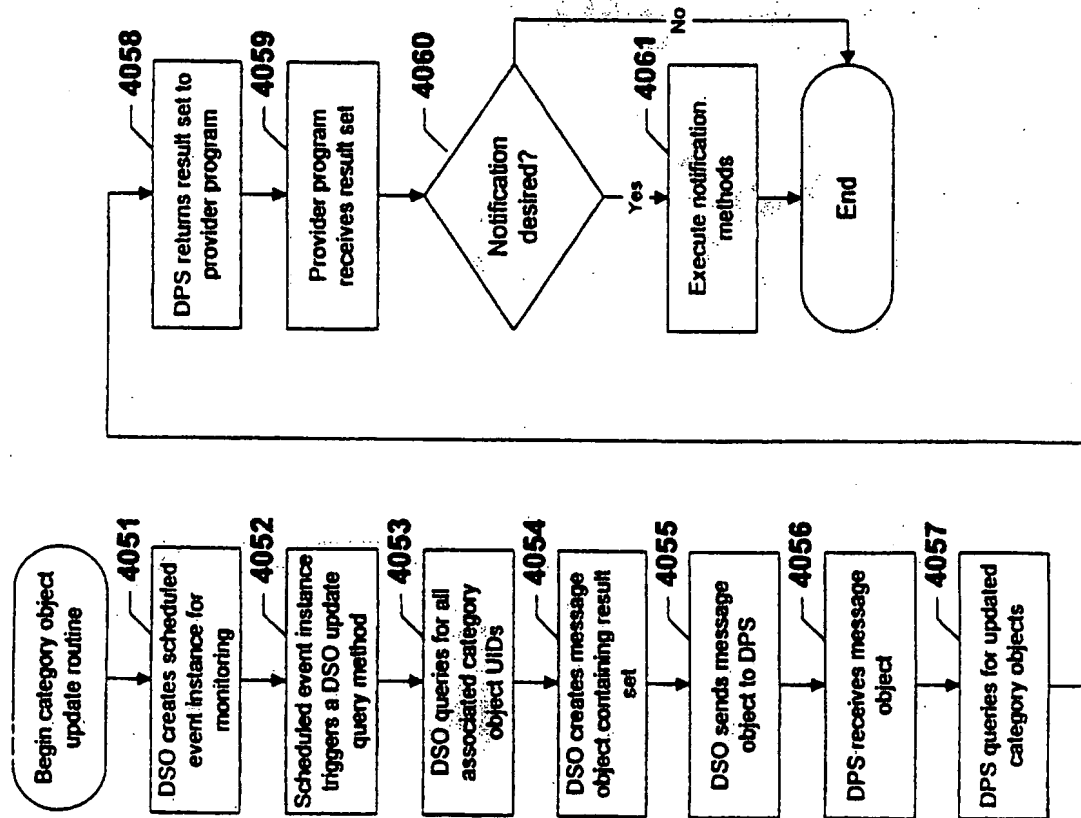 Begin category object
update routine
4051
DSO creates scheduled
event instance for
monitoring
4052
Scheduled event instance
triggers a DSO update
query method
4053
DSO queries for all
associated category
object UIDs
4054
DSO creates message
object containing result
set
4055
DSO sends message
object to DPS
4056
DPS receives message
object
4057
DPS queries for updated
category objects
4058
DPS returns result set to
provider program
4059
Provider program
receives result set
4060
Notification
desired?
No
Yes
4061
Execute notification
methods
End